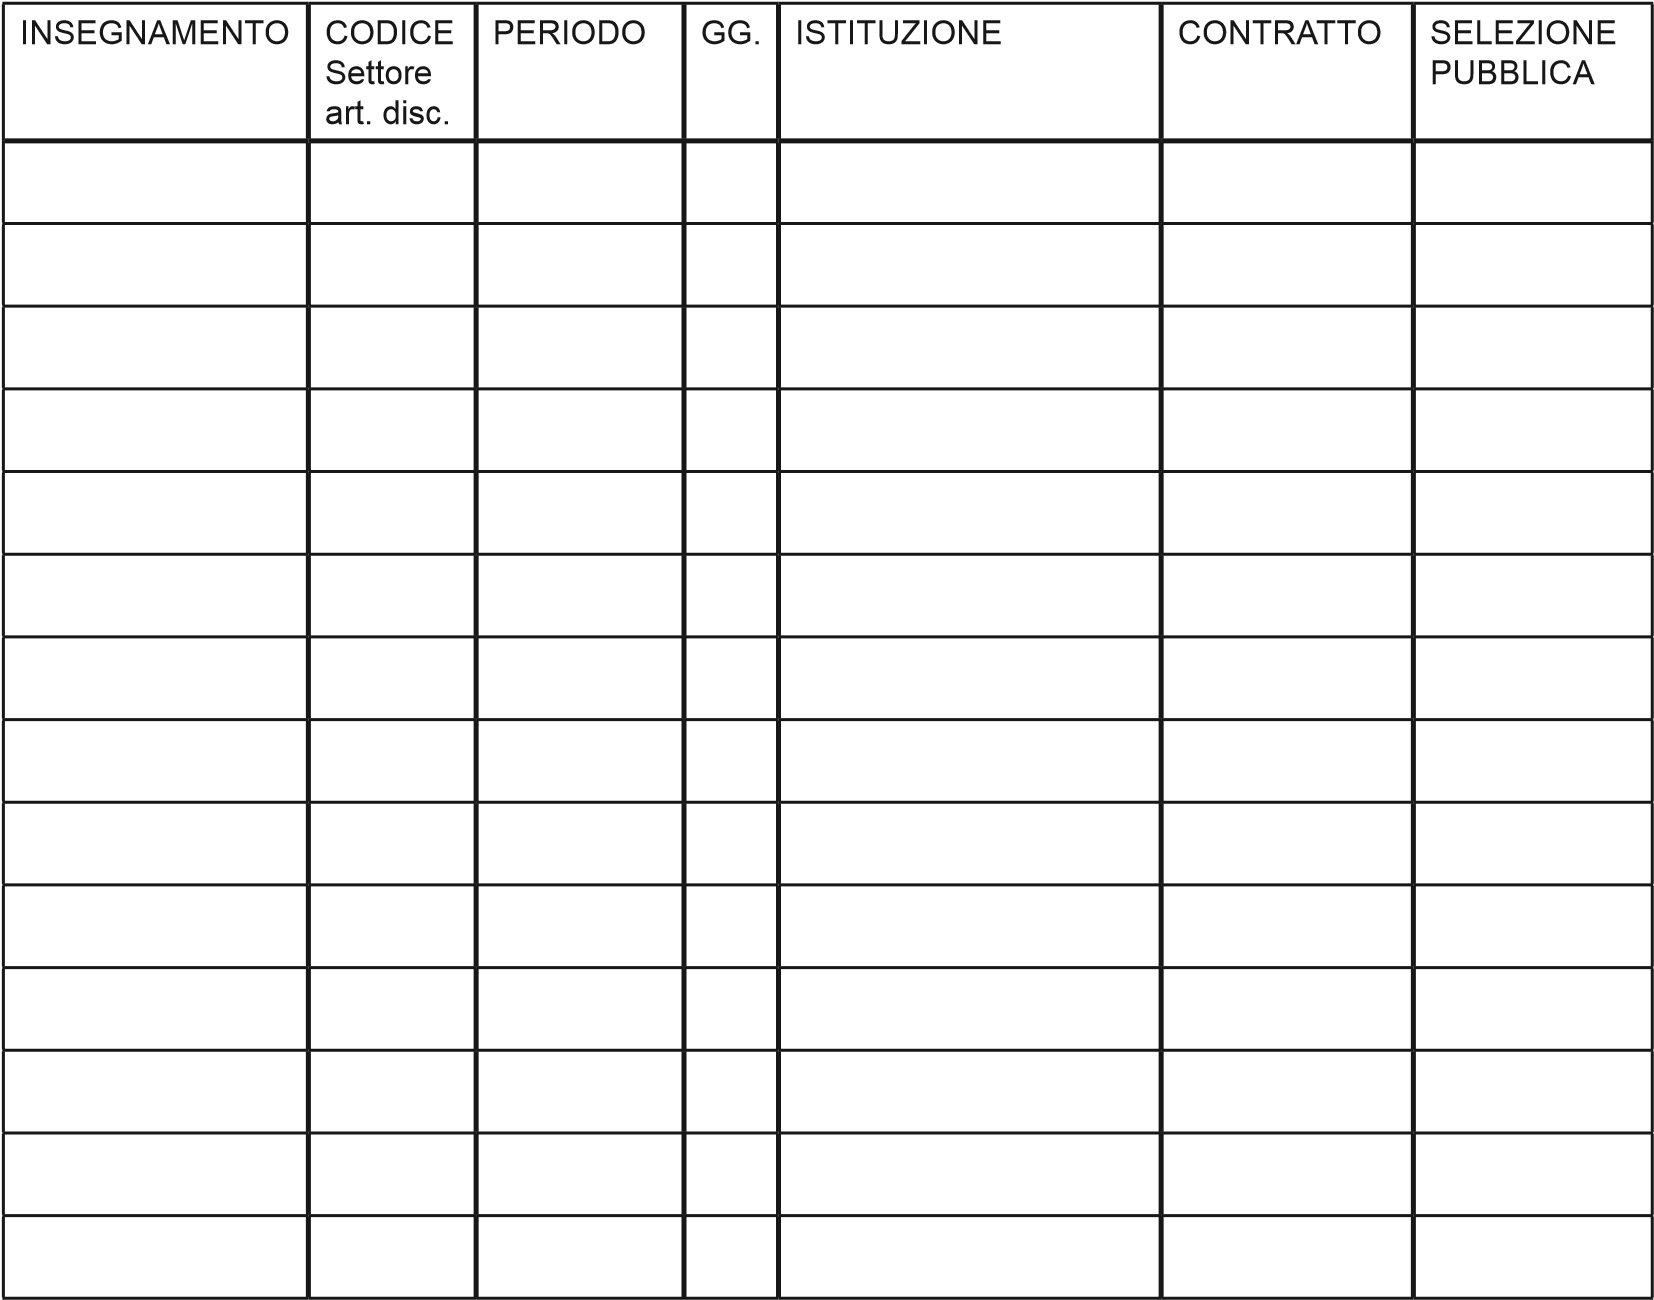 INSEGNAMENTO
CODICE
Settore
art. disc.
PERIODO
GG.
ISTITUZIONE
CONTRATTO
SELEZIONE
PUBBLICA